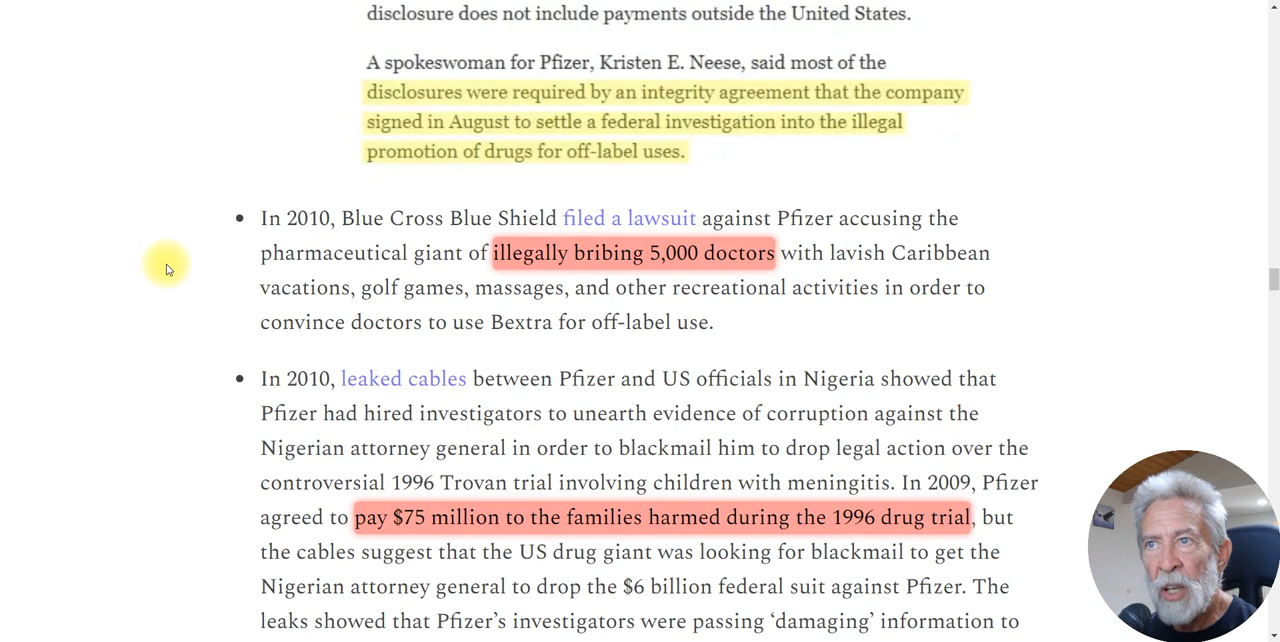 disclosure does not include payments outside the United States.
A spokeswoman for Pfizer, Kristen E. Neese, said most of the
disclosures were required by an integrity agreement that the company
signed in August to settle a federal investigation into the illegal
promotion of drugs for off-label uses.
• In 2010, Blue Cross Blue Shield filed a lawsuit against Pfizer accusing the
pharmaceutical giant of illegally bribing 5,000 doctors with lavish Caribbean
vacations, golf games, massages, and other recreational activities in order to
convince doctors to use Bextra for off-label use.
• In 2010, leaked cables between Pfizer and US officials in Nigeria showed that
Pfizer had hired investigators to unearth evidence of corruption against the
Nigerian attorney general in order to blackmail him to drop legal action over the
controversial 1996 Trovan trial involving children with meningitis. In 2009, Pfizer
agreed to pay $75 million to the families harmed during the 1996 drug trial, but
the cables suggest that the US drug giant was looking for blackmail to get the
Nigerian attorney general to drop the $6 billion federal suit against Pfizer. The
leaks showed that Pfizer’s investigators were passing ‘damaging’ information to